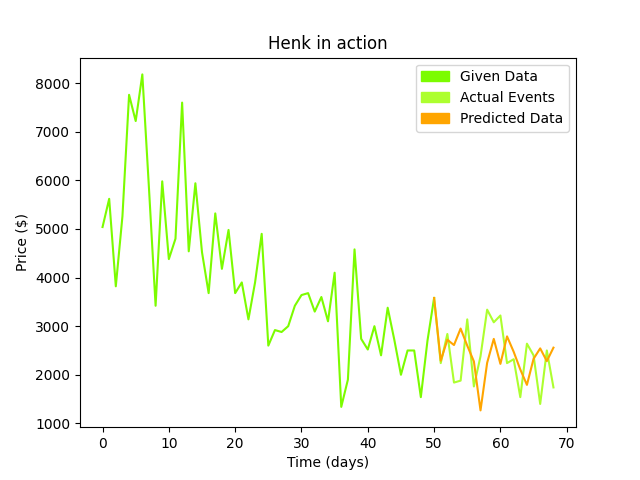 Henk in action
Given Data
Actual Events
Predicted Data
Price ($)
8000
7000
6000
5000
4000
3000
2000
1000
0 10 20 30 40 50 60 70
Time (days)